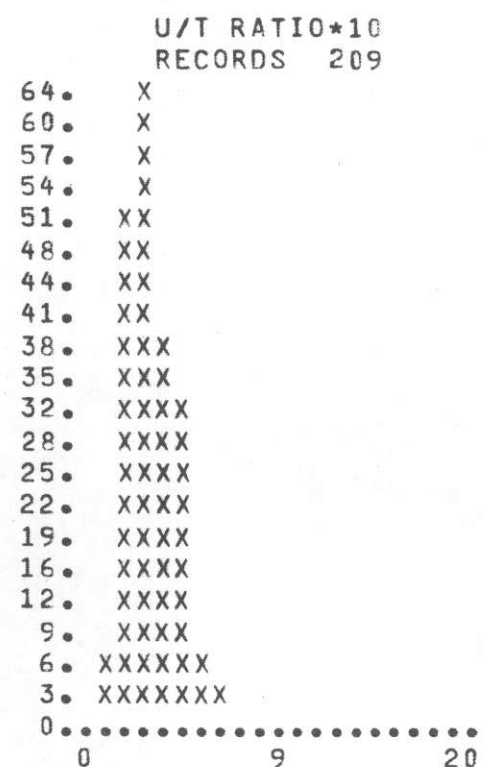 U/T RATIO*10
RECORDS 209
64. X
60. X
57. X
54. X
51. XX
48. XX
44. XX
41. XX
38. XXX
35. XXX
32. XXXX
28. XXXX
25. XXXX
22. XXXX
19. XXXX
16. XXXX
12. XXXX
9. XXXX
6. XXXXXX
3. XXXXXXX
0......................
0 9 20